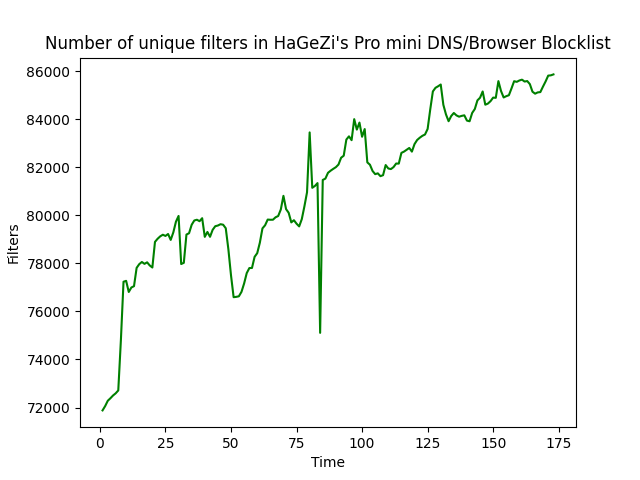 Number of unique filters in HaGeZi's Pro mini DNS/Browser Blocklist
86000
84000
82000
80000
78000
76000
74000
72000
Filters
0 25 50 75 100 125 150 175
Time